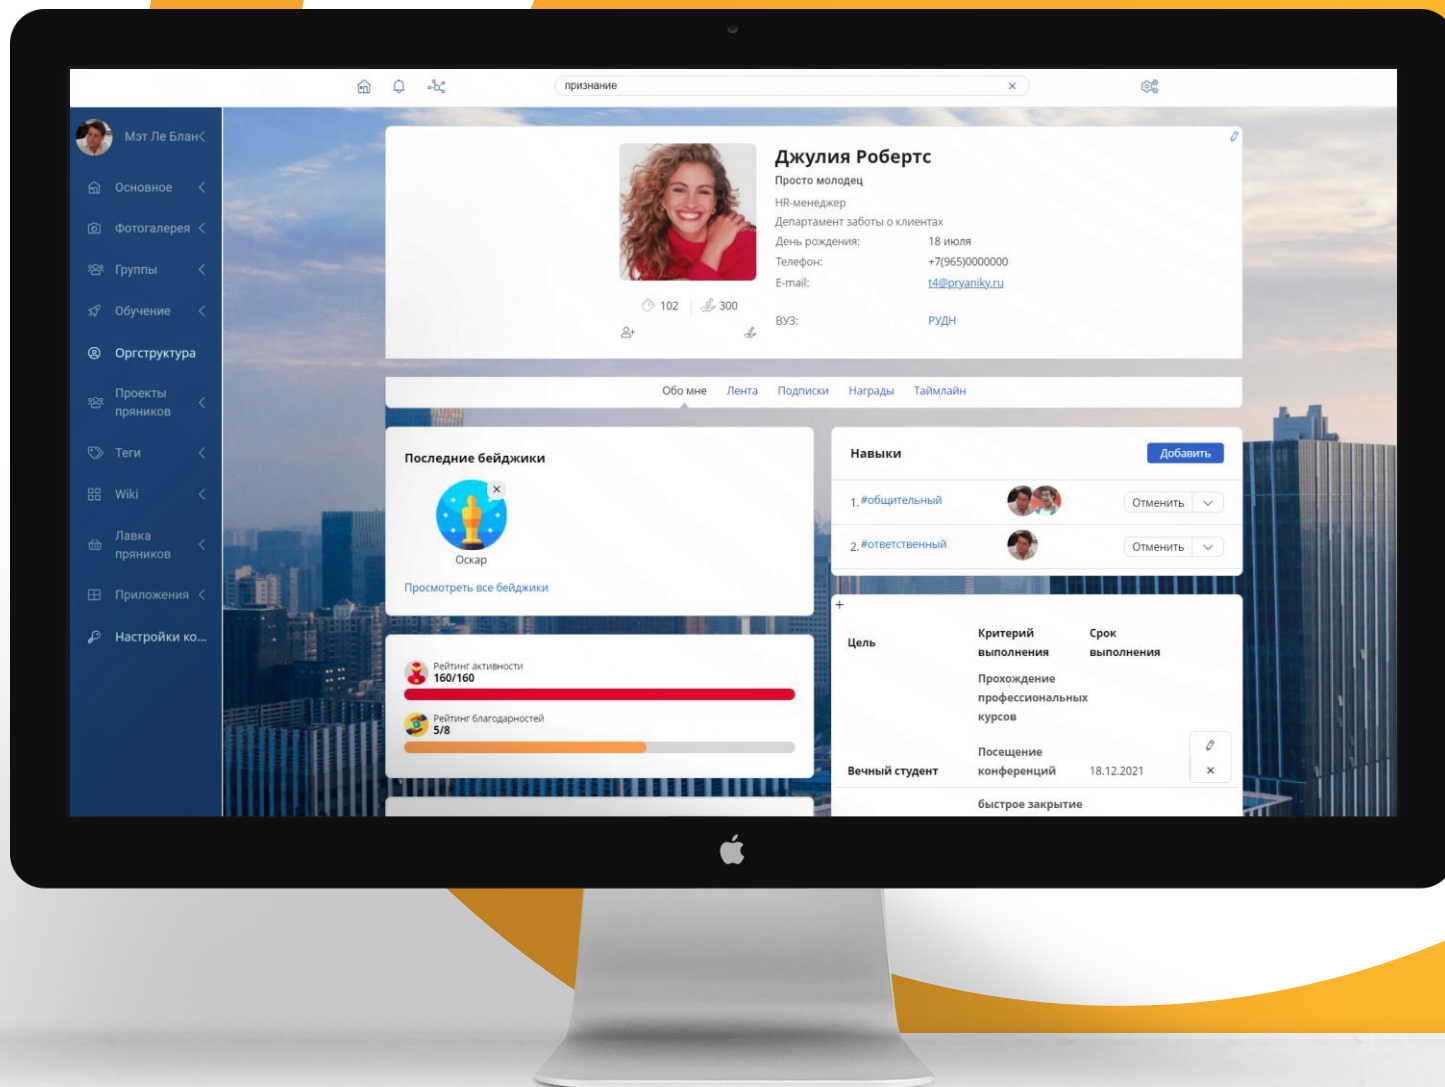 признание
Мэт Ле Блан
Основное
Фотогалерея
Группы
Обучение
Оргструктура
Проекты
пряников
Теги
Wiki
Лавка
пряников
Приложения
Настройки ко...
Джулия Робертс
Просто молодец
HR-менеджер
Департамент заботы о клиентах
День рождения: 18 июля
Телефон: +7(965)0000000
E-mail: t4@pryaniky.ru
ВУЗ: РУДН
102 300
Обо мне Лента Подписки Награды Таймлайн
Последние бейджики
Оскар
Просмотреть все бейджики
Рейтинг активности
160/160
Рейтинг благодарностей
5/8
Навыки Добавить
1. #общительный Отменить
2. #ответственный Отменить
+
Цель Критерий выполнения Срок выполнения
Прохождение
профессиональных
курсов
Посещение
Вечный студент конференций 18.12.2021
быстрое закрытие